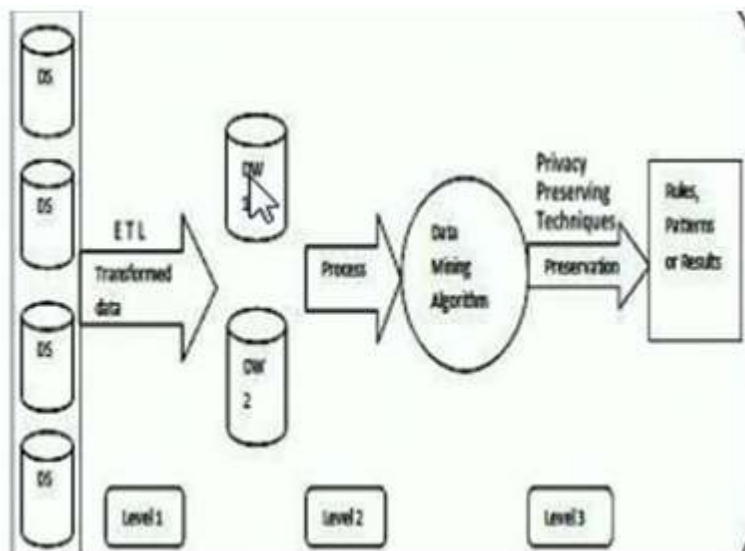 DS
DS
DS
DS
ETL
Transformed
data
DW
DW
2
Process
Data
Mining
Algorithm
Privacy
Preserving
Techniques
Preservation
Rules,
Patterns
or Results
Level 1
Level 2
Level 3